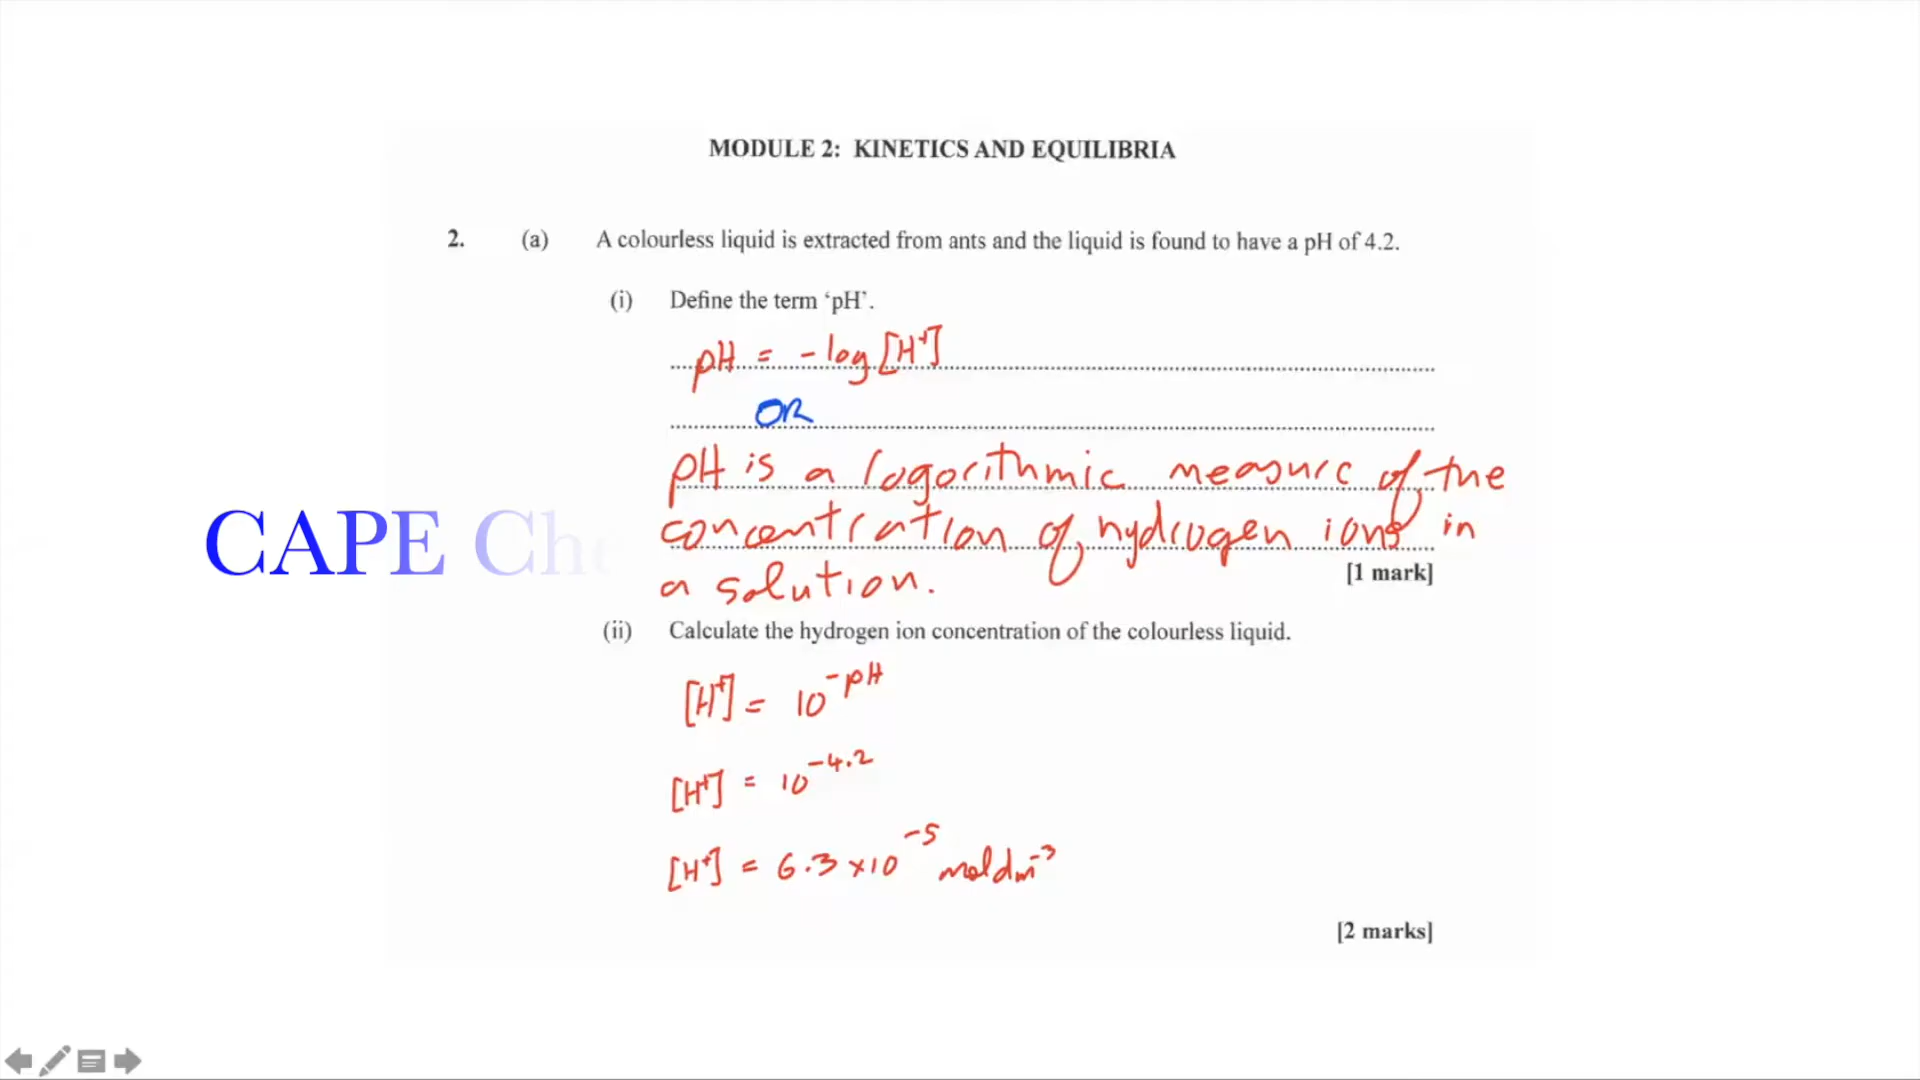 MODULE 2: KINETICS AND EQUILIBRIA
2. (a) A colourless liquid is extracted from ants and the liquid is found to have a pH of 4.2.
(i) Define the term ‘pH’.
pH = -log [H⁺]
OR
pH is a logorithmic measure of the
concentration of hydrogen ions in
a solution.
[1 mark]
CAPE Che
(ii) Calculate the hydrogen ion concentration of the colourless liquid.
[H⁺] = 10^-pH
[H⁺] = 10^-4.2
[H⁺] = 6.3 ×10^-5 moldm^-3
[2 marks]